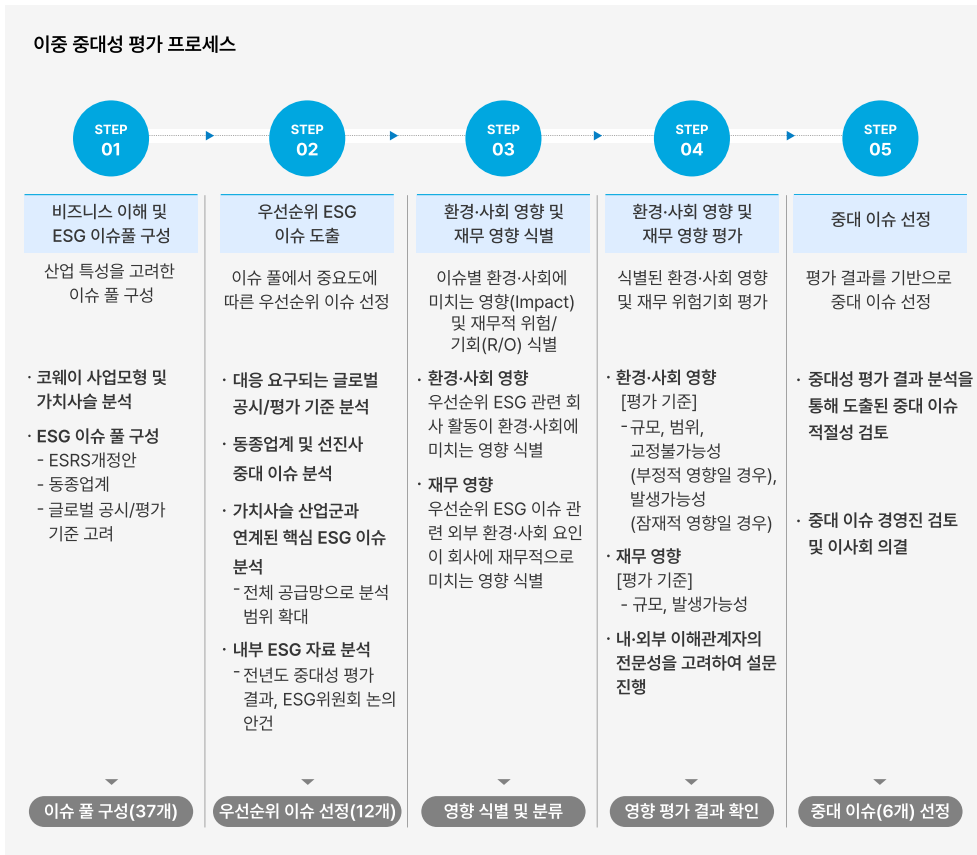 이중 중대성 평가 프로세스
STEP
01
비즈니스 이해 및
ESG 이슈풀 구성
산업 특성을 고려한
이슈 풀 구성
· 코웨이 사업모형 및
가치사슬 분석
· ESG 이슈 풀 구성
- ESRS개정안
- 동종업계
- 글로벌 공시/평가
기준 고려
이슈 풀 구성(37개)
STEP
02
우선순위 ESG
이슈 도출
이슈 풀에서 중요도에
따른 우선순위 이슈 선정
· 대응 요구되는 글로벌
공시/평가 기준 분석
· 동종업계 및 선진사
중대 이슈 분석
· 가치사슬 산업군과
연계된 핵심 ESG 이슈
분석
- 전체 공급망으로 분석
범위 확대
· 내부 ESG 자료 분석
- 전년도 중대성 평가
결과, ESG위원회 논의
안건
우선순위 이슈 선정(12개)
STEP
03
환경·사회 영향 및
재무 영향 식별
이슈별 환경·사회에
미치는 영향(Impact)
및 재무적 위험/
기회(R/O) 식별
· 환경·사회 영향
우선순위 ESG 관련 회
사 활동이 환경·사회에
미치는 영향 식별
· 재무 영향
우선순위 ESG 이슈 관
련 외부 환경·사회 요인
이 회사에 재무적으로
미치는 영향 식별
영향 식별 및 분류
STEP
04
환경·사회 영향 및
재무 영향 평가
식별된 환경·사회 영향
및 재무 위험기회 평가
· 환경·사회 영향
[평가 기준]
- 규모, 범위,
교정불가능성
(부정적 영향일 경우),
발생가능성
(잠재적 영향일 경우)
· 재무 영향
[평가 기준]
- 규모, 발생가능성
· 내·외부 이해관계자의
전문성을 고려하여 설문
진행
영향 평가 결과 확인
STEP
05
중대 이슈 선정
평가 결과를 기반으로
중대 이슈 선정
· 중대성 평가 결과 분석을
통해 도출된 중대 이슈
적절성 검토
· 중대 이슈 경영진 검토
및 이사회 의결
중대 이슈(6개) 선정